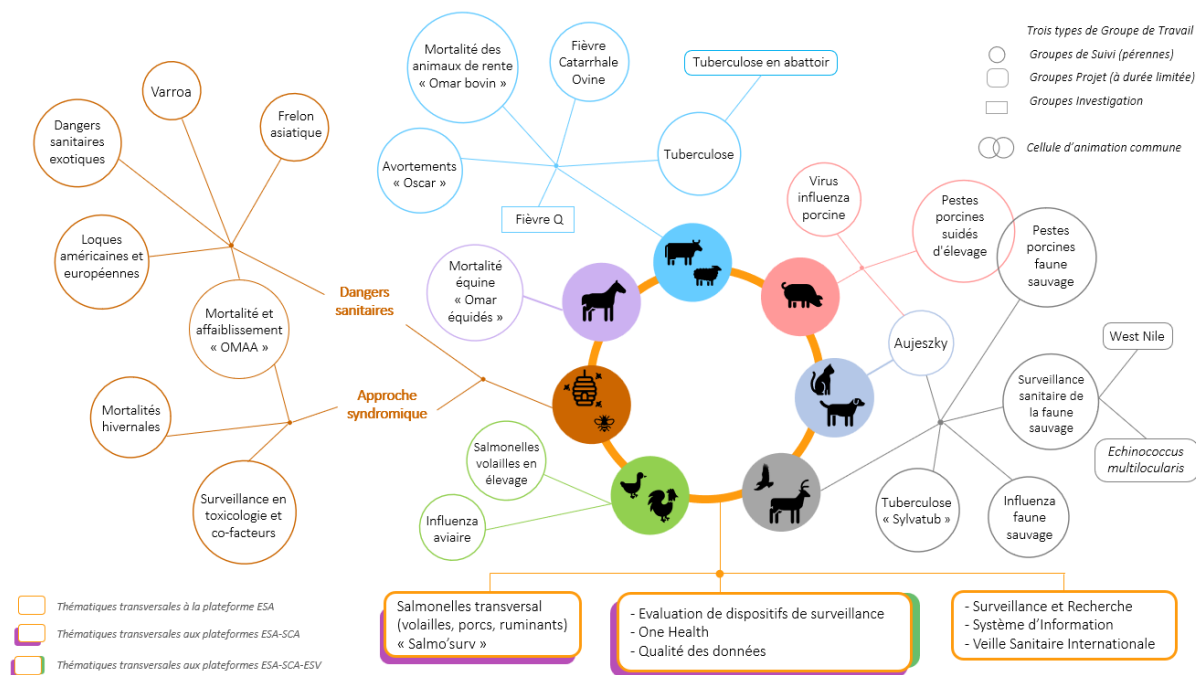 Trois types de Groupe de Travail
Groupes de Suivi (pérennes)
Groupes Projet (à durée limitée)
Groupes Investigation
Cellule d'animation commune
Mortalité des
animaux de rente
« Omar bovin »
Fièvre
Catarrhale
Ovine
Tuberculose en abattoir
Tuberculose
Avortements
« Oscar »
Fièvre Q
Varroa
Frelon
asiatique
Dangers
sanitaires
exotiques
Loques
américaines et
européennes
Mortalité et
affaiblissement
« OMAA »
Dangers
sanitaires
Approche
syndromique
Mortalités
hivernales
Surveillance en
toxicologie et
co-facteurs
Mortalité
équine
« Omar
équidés »
Virus
influenza
porcine
Pestes
porcines
suidés
d'élevage
Pestes
porcines
faune
sauvage
Aujeszky
West Nile
Surveillance
sanitaire de
la faune
sauvage
Echinococcus
multilocularis
Tuberculose
« Sylvatub »
Influenza
faune
sauvage
Salmonelles
volailles en
élevage
Influenza
aviaire
Salmonelles transversal
(volailles, porcs, ruminants)
« Salmo'surv »
- Evaluation de dispositifs de surveillance
- One Health
- Qualité des données
- Surveillance et Recherche
- Système d'Information
- Veille Sanitaire Internationale
Thématiques transversales à la plateforme ESA
Thématiques transversales aux plateformes ESA-SCA
Thématiques transversales aux plateformes ESA-SCA-ESV